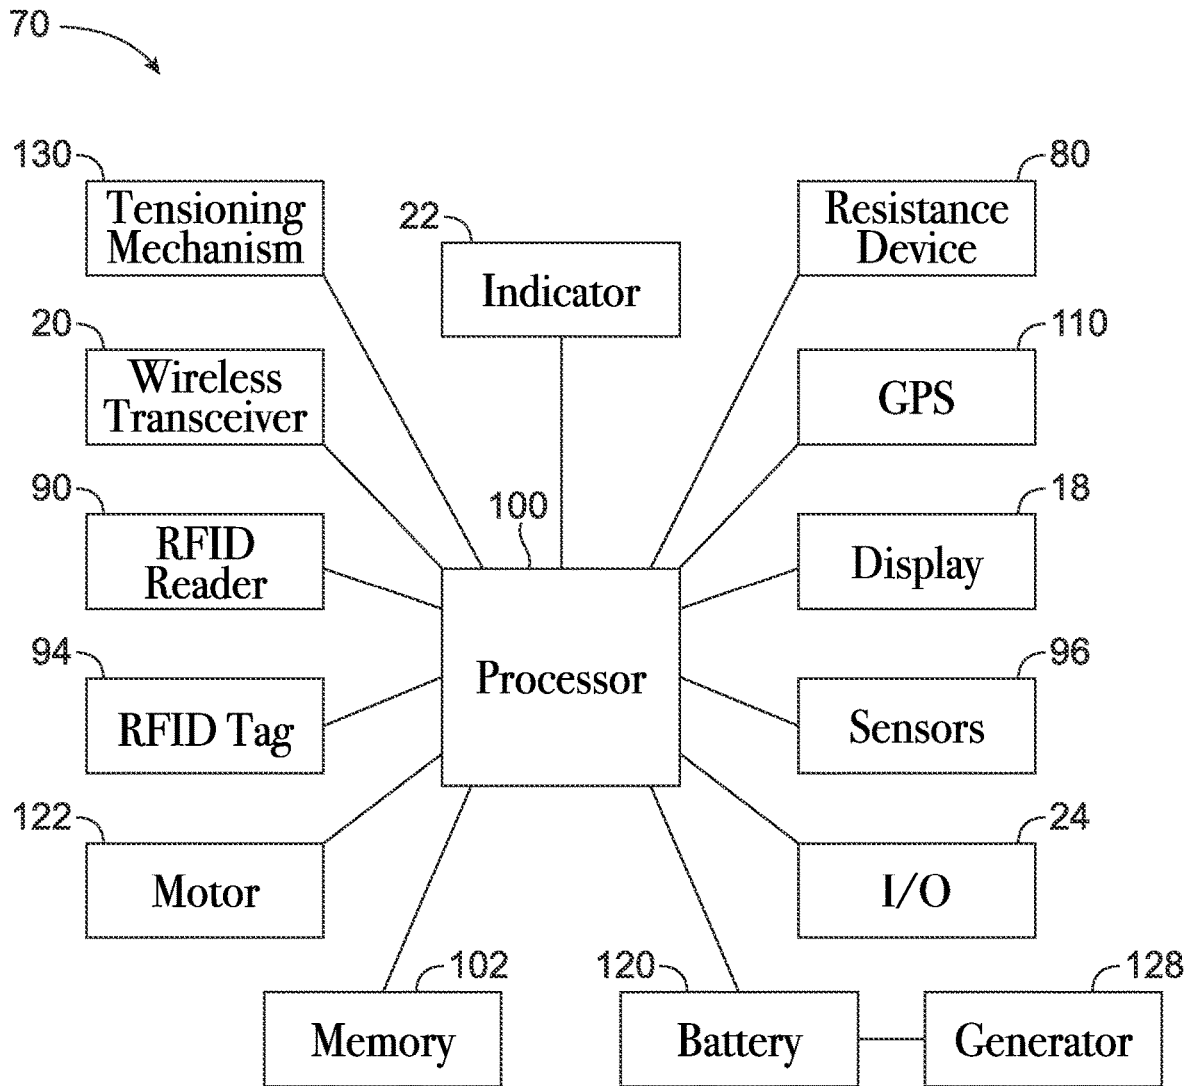 70
130
Tensioning
Mechanism
22
Indicator
80
Resistance
Device
20
Wireless
Transceiver
110
GPS
90
RFID
Reader
100
Processor
18
Display
94
RFID Tag
96
Sensors
122
Motor
24
I/O
102
Memory
120
Battery
128
Generator